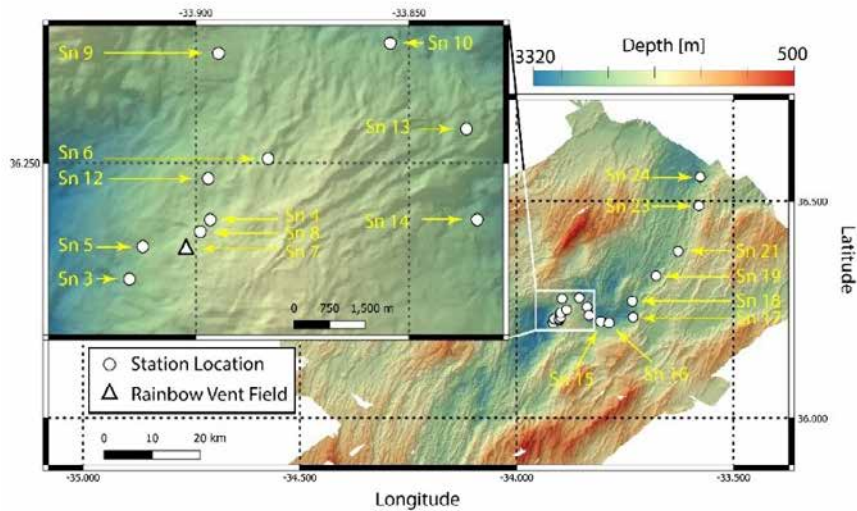 -33.900
-33.850
Depth [m]
3320
500
Sn 9
Sn 10
Sn 13
Sn 6
36.250
Sn 12
Sn 4
Sn 14
Sn 8
Sn 5
Sn 7
Sn 3
0 750 1,500 m
Sn 24
36.500
Sn 23
Latitude
Sn 21
Sn 19
Sn 18
Sn 17
Sn 15
Sn 16
Station Location
Rainbow Vent Field
0 10 20 km
36.000
-35.000
-34.500
-34.000
-33.500
Longitude